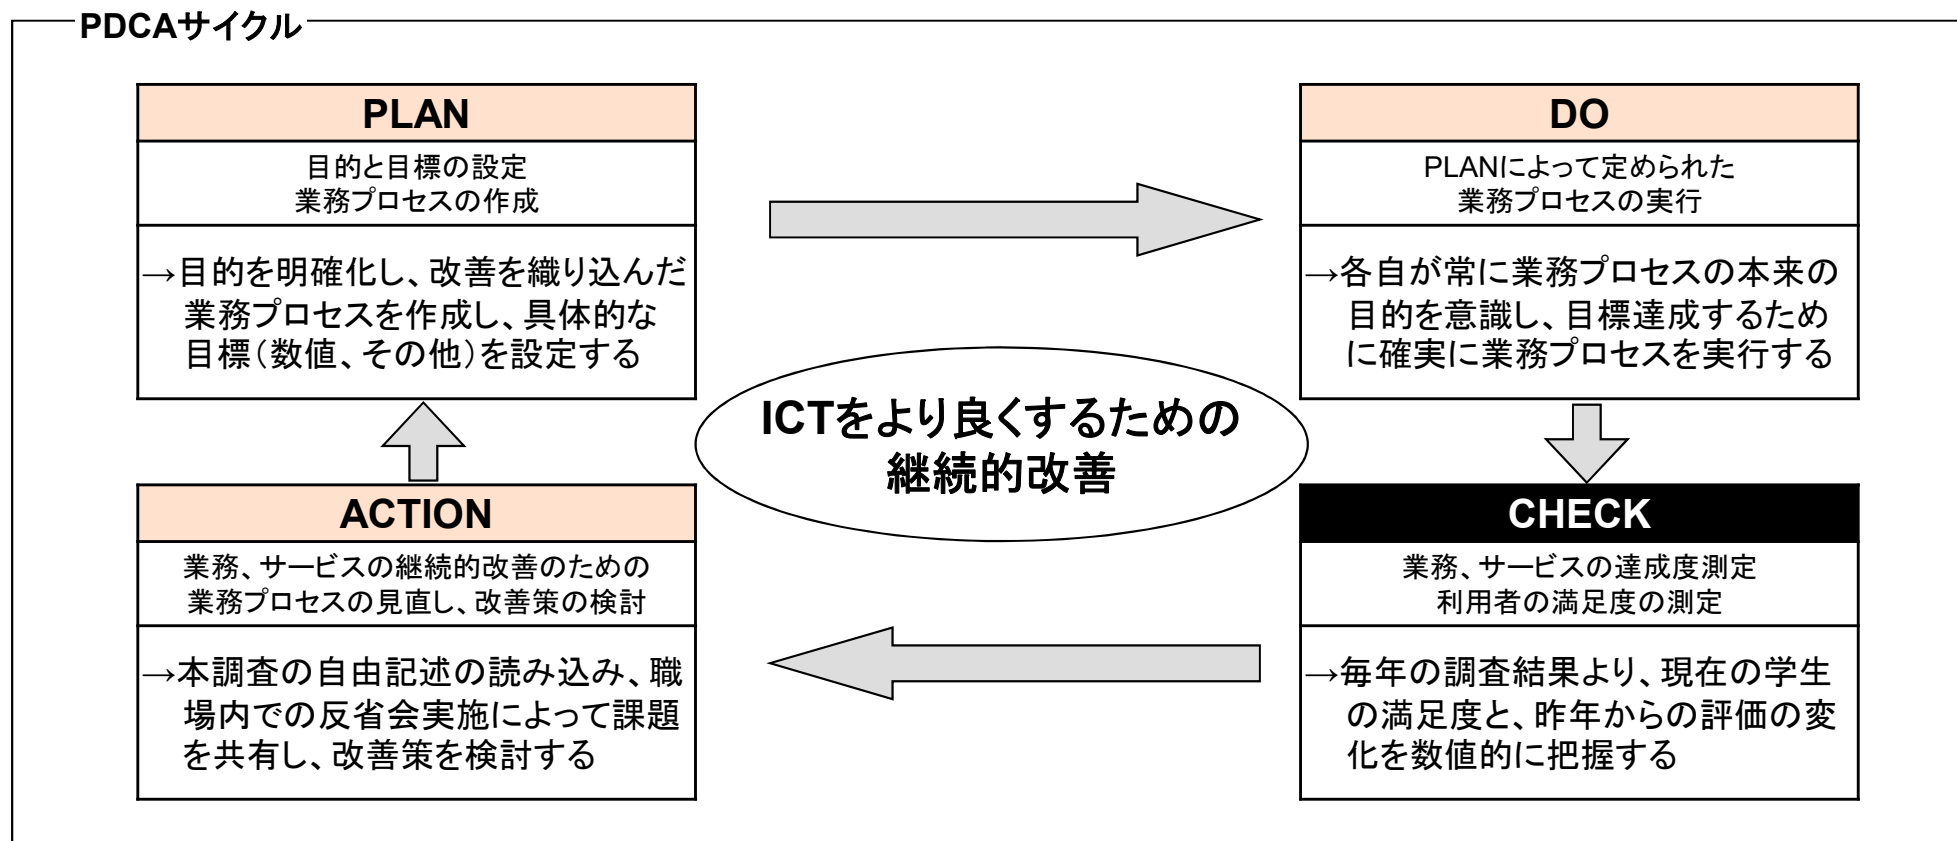 PDCAサイクル
PLAN
目的と目標の設定
業務プロセスの作成
→目的を明確化し、改善を織り込んだ
業務プロセスを作成し、具体的な
目標（数値、その他）を設定する
DO
PLANによって定められた
業務プロセスの実行
→各自が常に業務プロセスの本来の
目的を意識し、目標達成するため
に確実に業務プロセスを実行する
ICTをより良くするための
継続的改善
ACTION
業務、サービスの継続的改善のための
業務プロセスの見直し、改善策の検討
→本調査の自由記述の読み込み、職
場内での反省会実施によって課題
を共有し、改善策を検討する
CHECK
業務、サービスの達成度測定
利用者の満足度の測定
→毎年の調査結果より、現在の学生
の満足度と、昨年からの評価の変
化を数値的に把握する